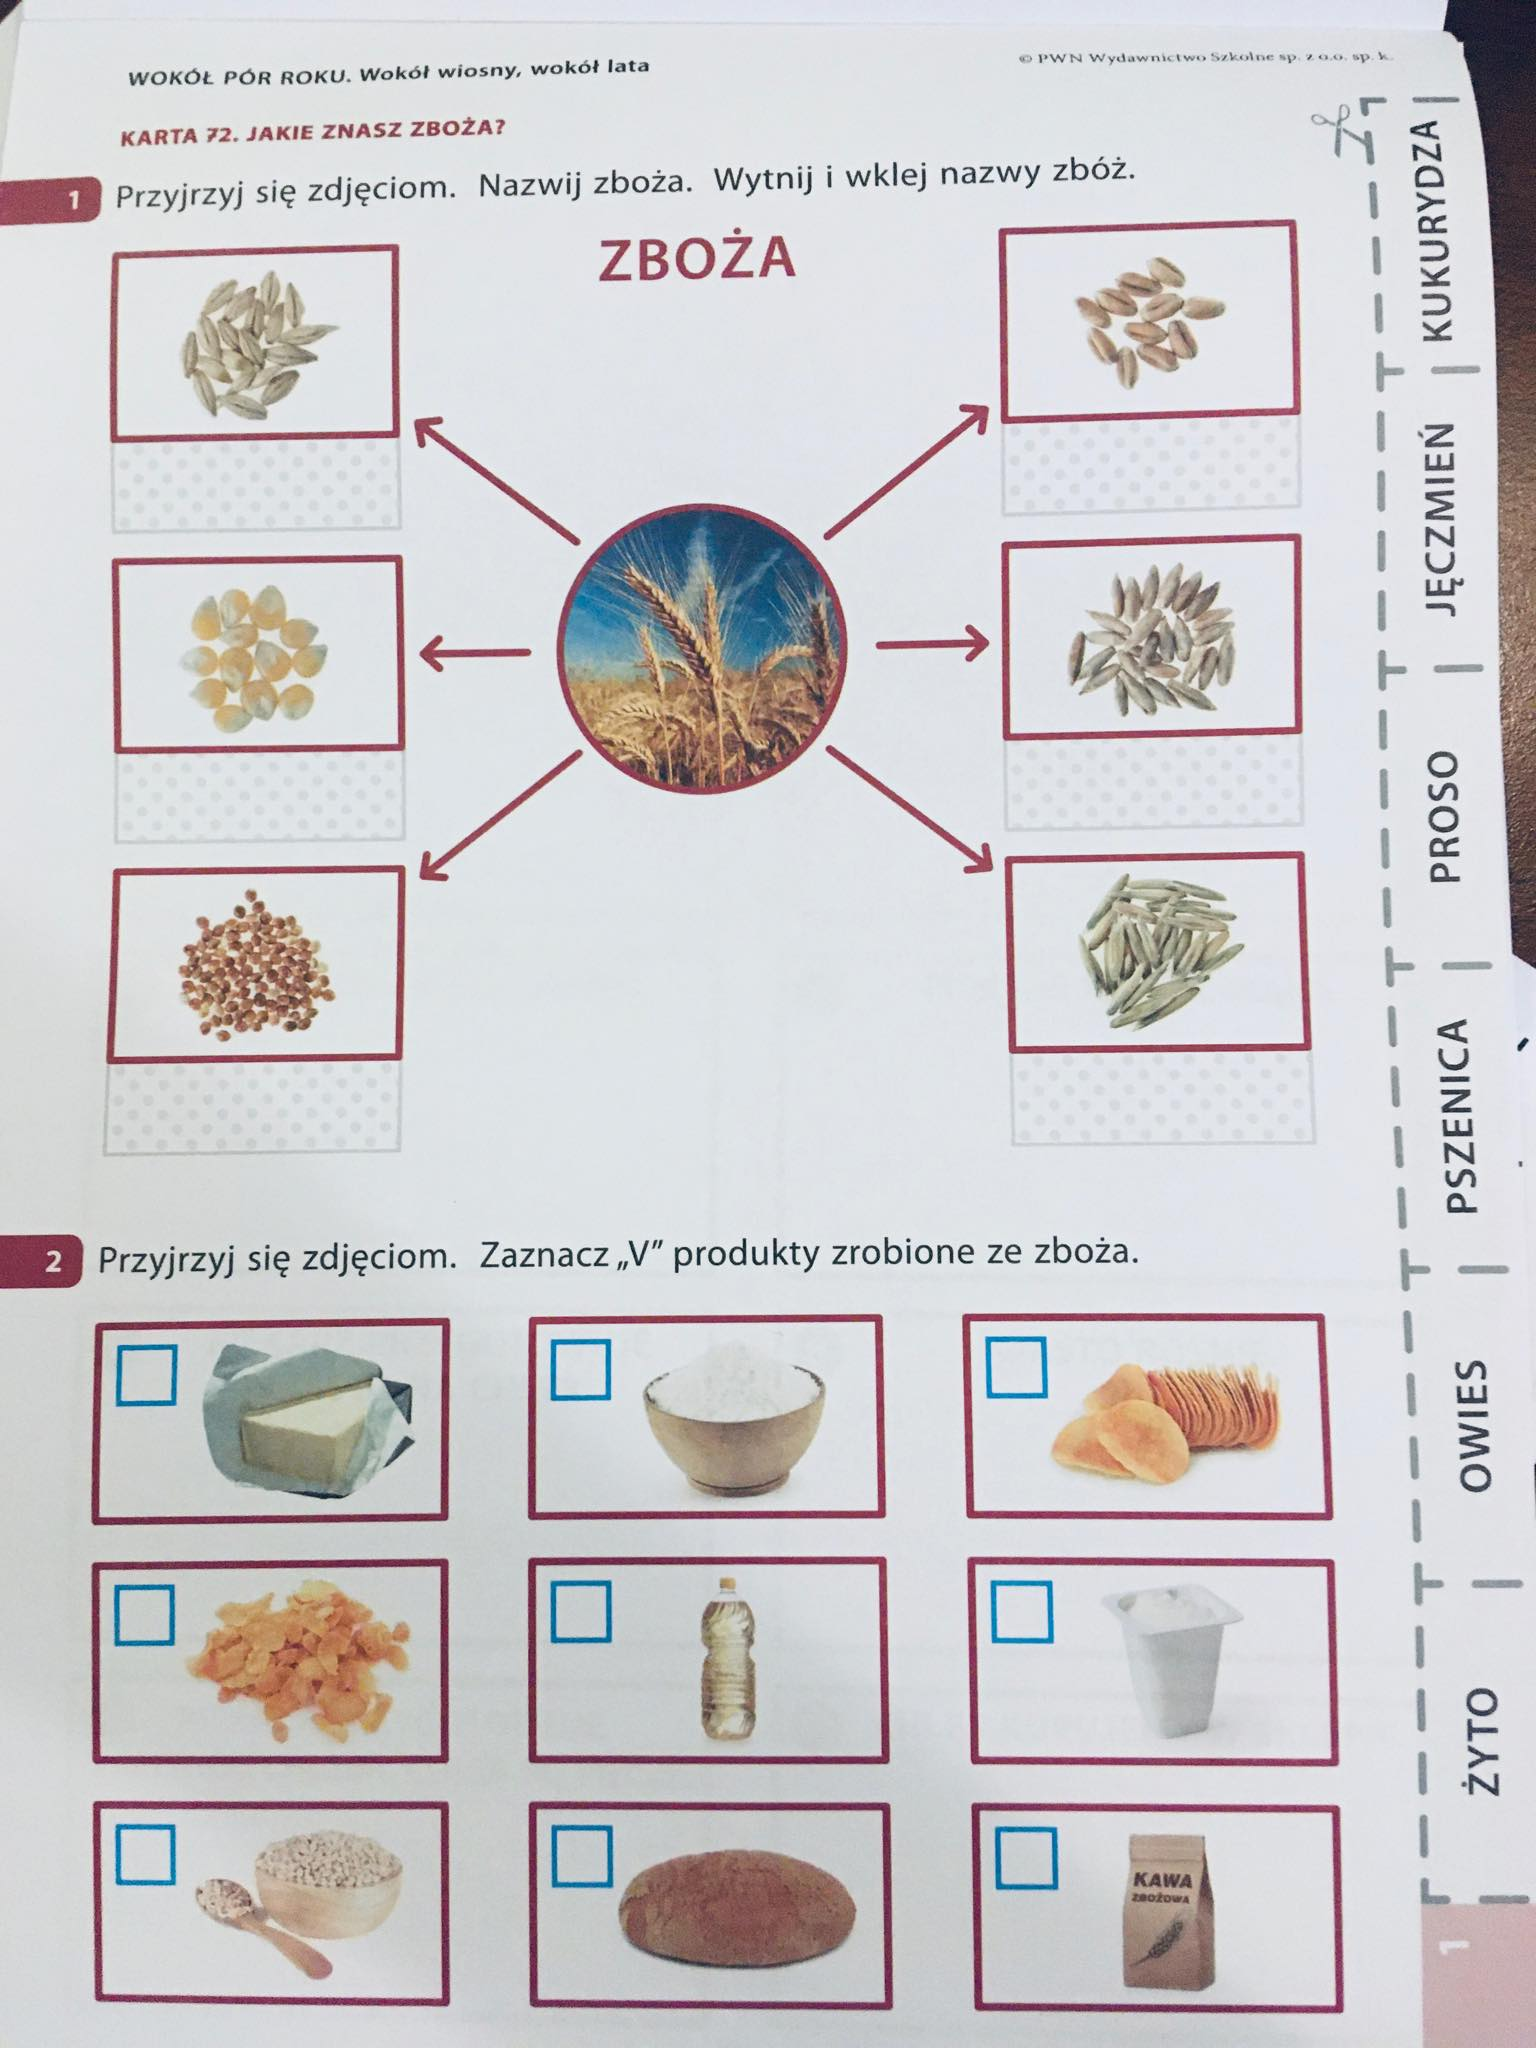 WOKÓŁ PÓR ROKU. Wokół wiosny, wokół lata
© PWN Wydawnictwo Szkolne sp. z o.o. sp. k.
KARTA 72. JAKIE ZNASZ ZBOŻA?
1 Przyjrzyj się zdjęciom. Nazwij zboża. Wytnij i wklej nazwy zbóż.
ZBOŻA
2 Przyjrzyj się zdjęciom. Zaznacz „V” produkty zrobione ze zboża.
KAWA
ZBOŻOWA
1
KUKURYDZA
JĘCZMIEŃ
PROSO
PSZENICA
OWIES
ŻYTO
1